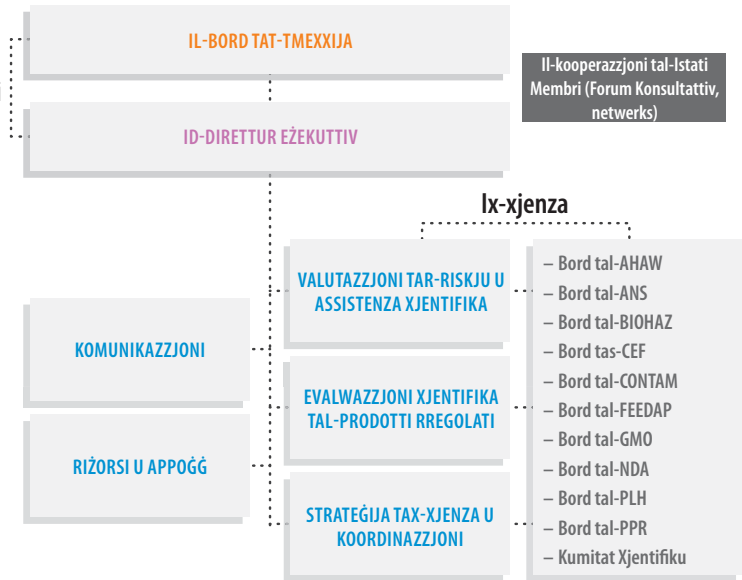 IL-BORD TAT-TMEXXIJA
Il-kooperazzjoni tal-Istati
Membri (Forum Konsultattiv,
netwerks)
ID-DIRETTUR EŻEKUTTIV
Ix-xjenza
VALUTAZZJONI TAR-RISKJU U
ASSISTENZA XJENTIFIKA
KOMUNIKAZZJONI
EVALWAZZJONI XJENTIFIKA
TAL-PRODOTTI RREGOLATI
RIŻORSI U APPOĠĠ
STRATEĠIJA TAX-XJENZA U
KOORDINAZZJONI
– Bord tal-AHAW
– Bord tal-ANS
– Bord tal-BIOHAZ
– Bord tas-CEF
– Bord tal-CONTAM
– Bord tal-FEEDAP
– Bord tal-GMO
– Bord tal-NDA
– Bord tal-PLH
– Bord tal-PPR
– Kumitat Xjentifiku